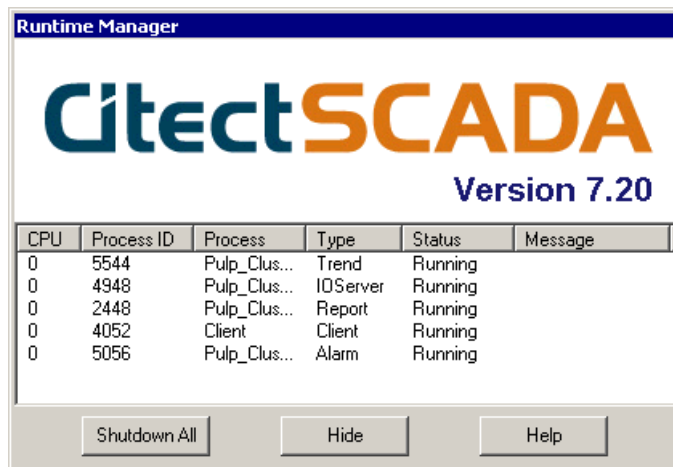 Runtime Manager
CitectSCADA
Version 7.20
CPU Process ID Process Type Status Message
0 5544 Pulp_Clus... Trend Running
0 4948 Pulp_Clus... IOServer Running
0 2448 Pulp_Clus... Report Running
0 4052 Client Client Running
0 5056 Pulp_Clus... Alarm Running
Shutdown All Hide Help